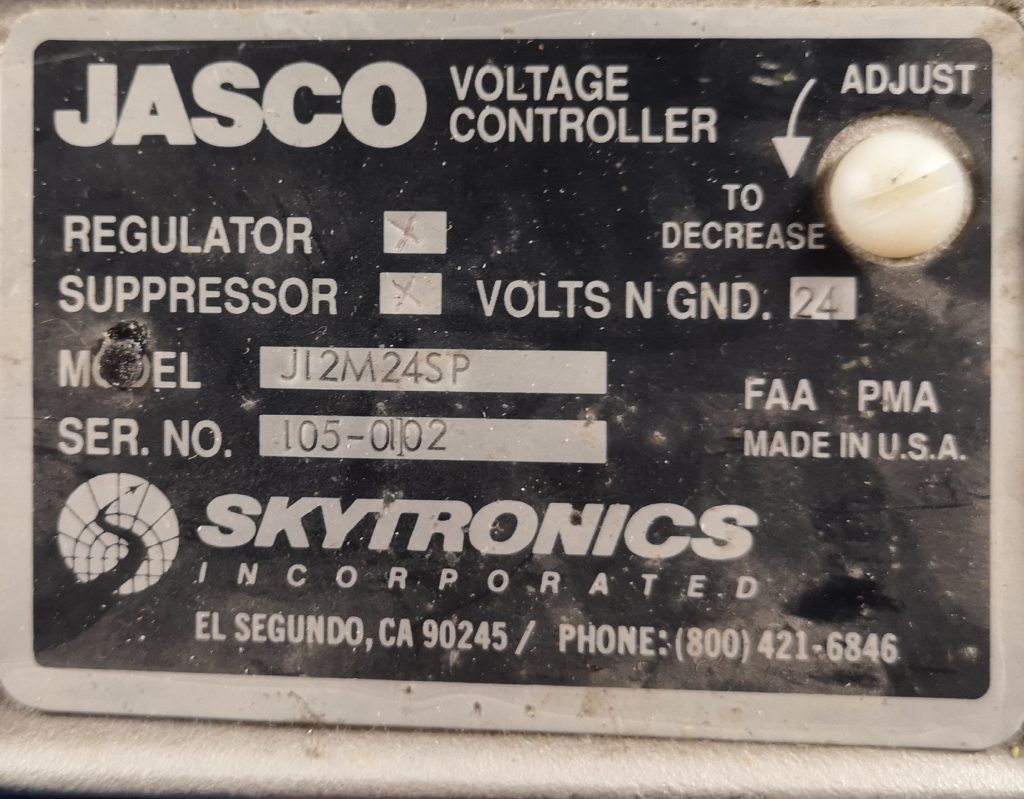 JASCO VOLTAGE CONTROLLER
ADJUST
TO DECREASE
REGULATOR X
SUPPRESSOR X VOLTS N GND. 24
MODEL J12M24SP
FAA PMA
SER. NO. 105-0102
MADE IN U.S.A.
SKYTRONICS
INCORPORATED
EL SEGUNDO, CA 90245 / PHONE: (800) 421-6846